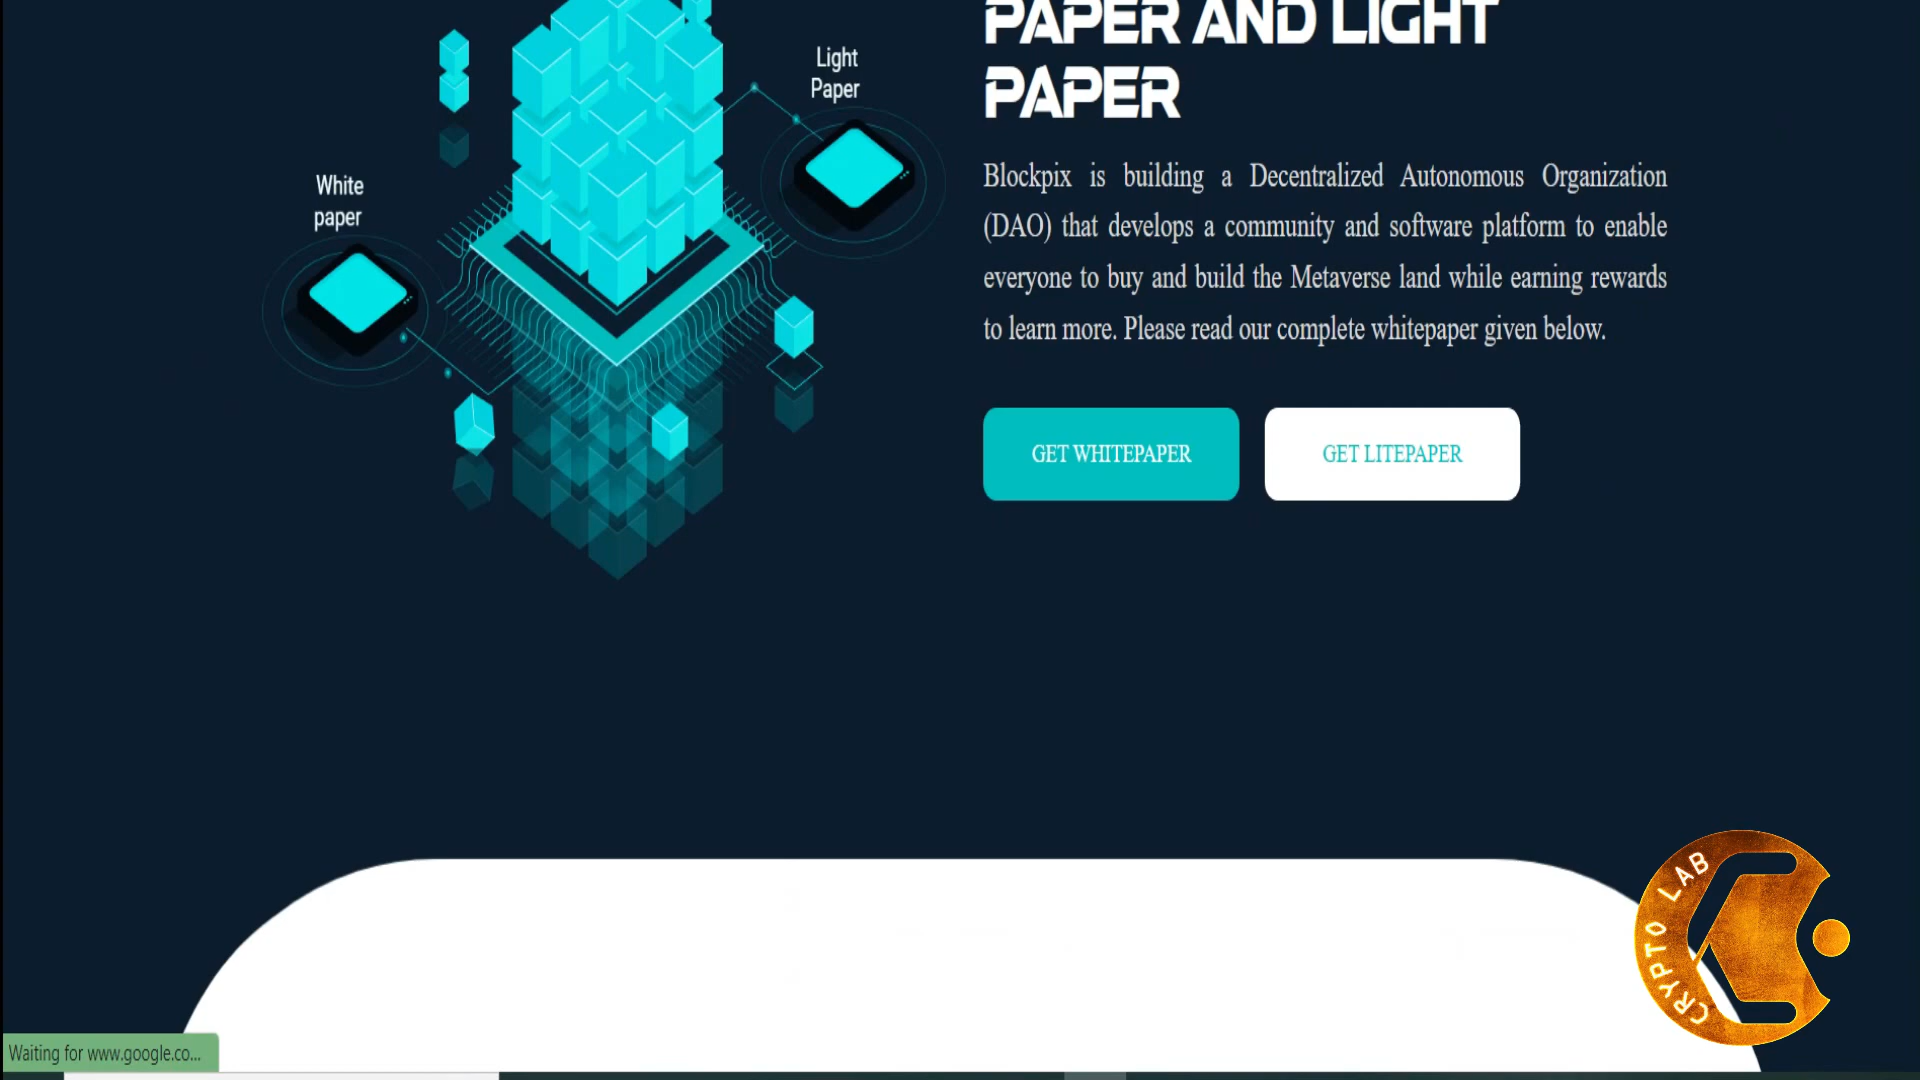 PAPER AND LIGHT
PAPER
Light
Paper
White
paper
Blockpix is building a Decentralized Autonomous Organization
(DAO) that develops a community and software platform to enable
everyone to buy and build the Metaverse land while earning rewards
to learn more. Please read our complete whitepaper given below.
GET WHITEPAPER
GET LITEPAPER
CRYPTO LAB
Waiting for www.google.co...